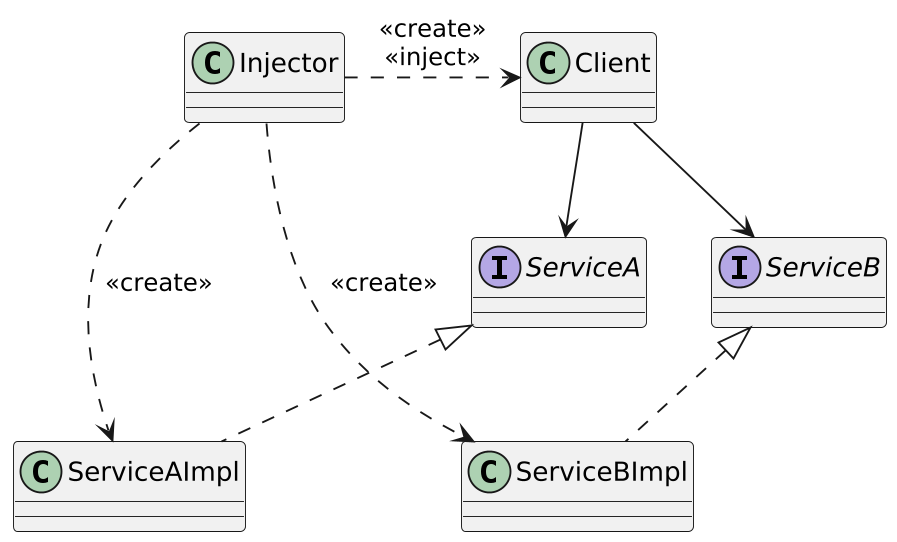 «create»
«inject»
C Injector
C Client
I ServiceA
I ServiceB
«create»
«create»
C ServiceAImpl
C ServiceBImpl